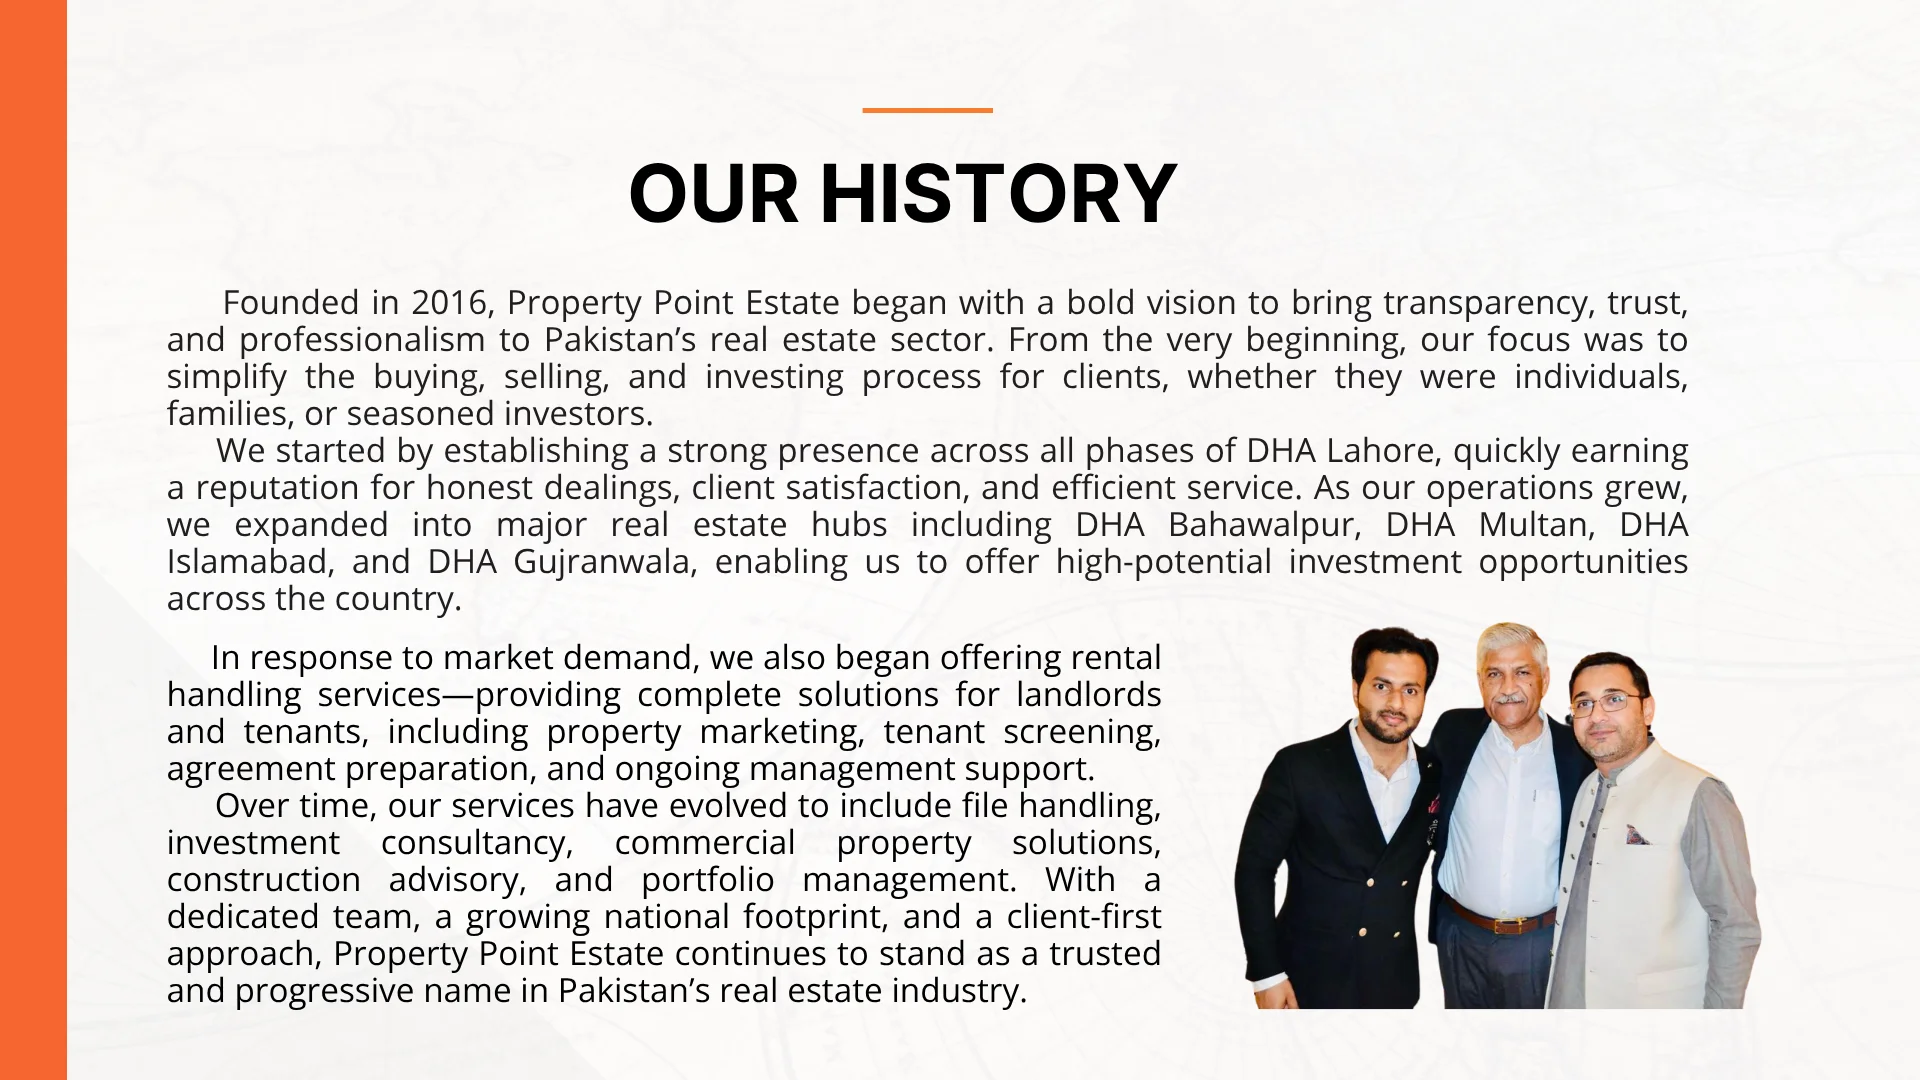 OUR HISTORY
Founded in 2016, Property Point Estate began with a bold vision to bring transparency, trust,
and professionalism to Pakistan’s real estate sector. From the very beginning, our focus was to
simplify the buying, selling, and investing process for clients, whether they were individuals,
families, or seasoned investors.
We started by establishing a strong presence across all phases of DHA Lahore, quickly earning
a reputation for honest dealings, client satisfaction, and efficient service. As our operations grew,
we expanded into major real estate hubs including DHA Bahawalpur, DHA Multan, DHA
Islamabad, and DHA Gujranwala, enabling us to offer high-potential investment opportunities
across the country.
In response to market demand, we also began offering rental
handling services—providing complete solutions for landlords
and tenants, including property marketing, tenant screening,
agreement preparation, and ongoing management support.
Over time, our services have evolved to include file handling,
investment consultancy, commercial property solutions,
construction advisory, and portfolio management. With a
dedicated team, a growing national footprint, and a client-first
approach, Property Point Estate continues to stand as a trusted
and progressive name in Pakistan’s real estate industry.